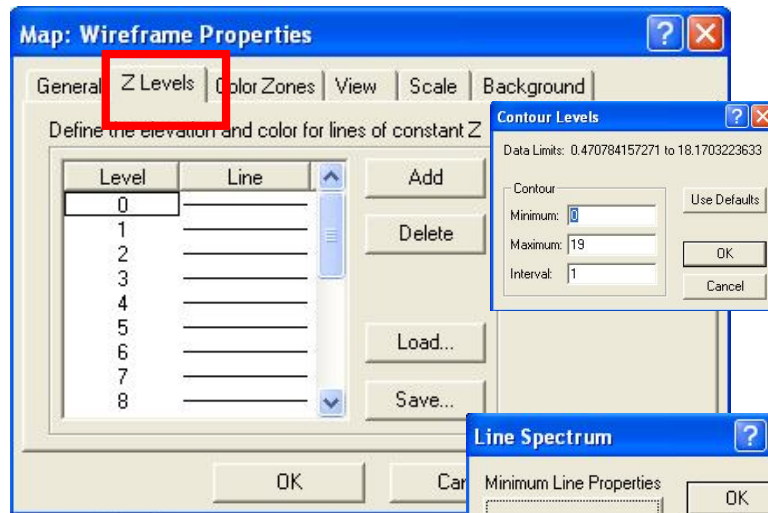 Map: Wireframe Properties
General Z Levels Color Zones View Scale Background
Define the elevation and color for lines of constant Z
Level Line
0
1
2
3
4
5
6
7
8
Add
Delete
Load...
Save...
OK
Contour Levels
Data Limits: 0.470784157271 to 18.1703223633
Contour
Minimum: 0
Maximum: 19
Interval: 1
Use Defaults
OK
Cancel
Line Spectrum
Minimum Line Properties
OK